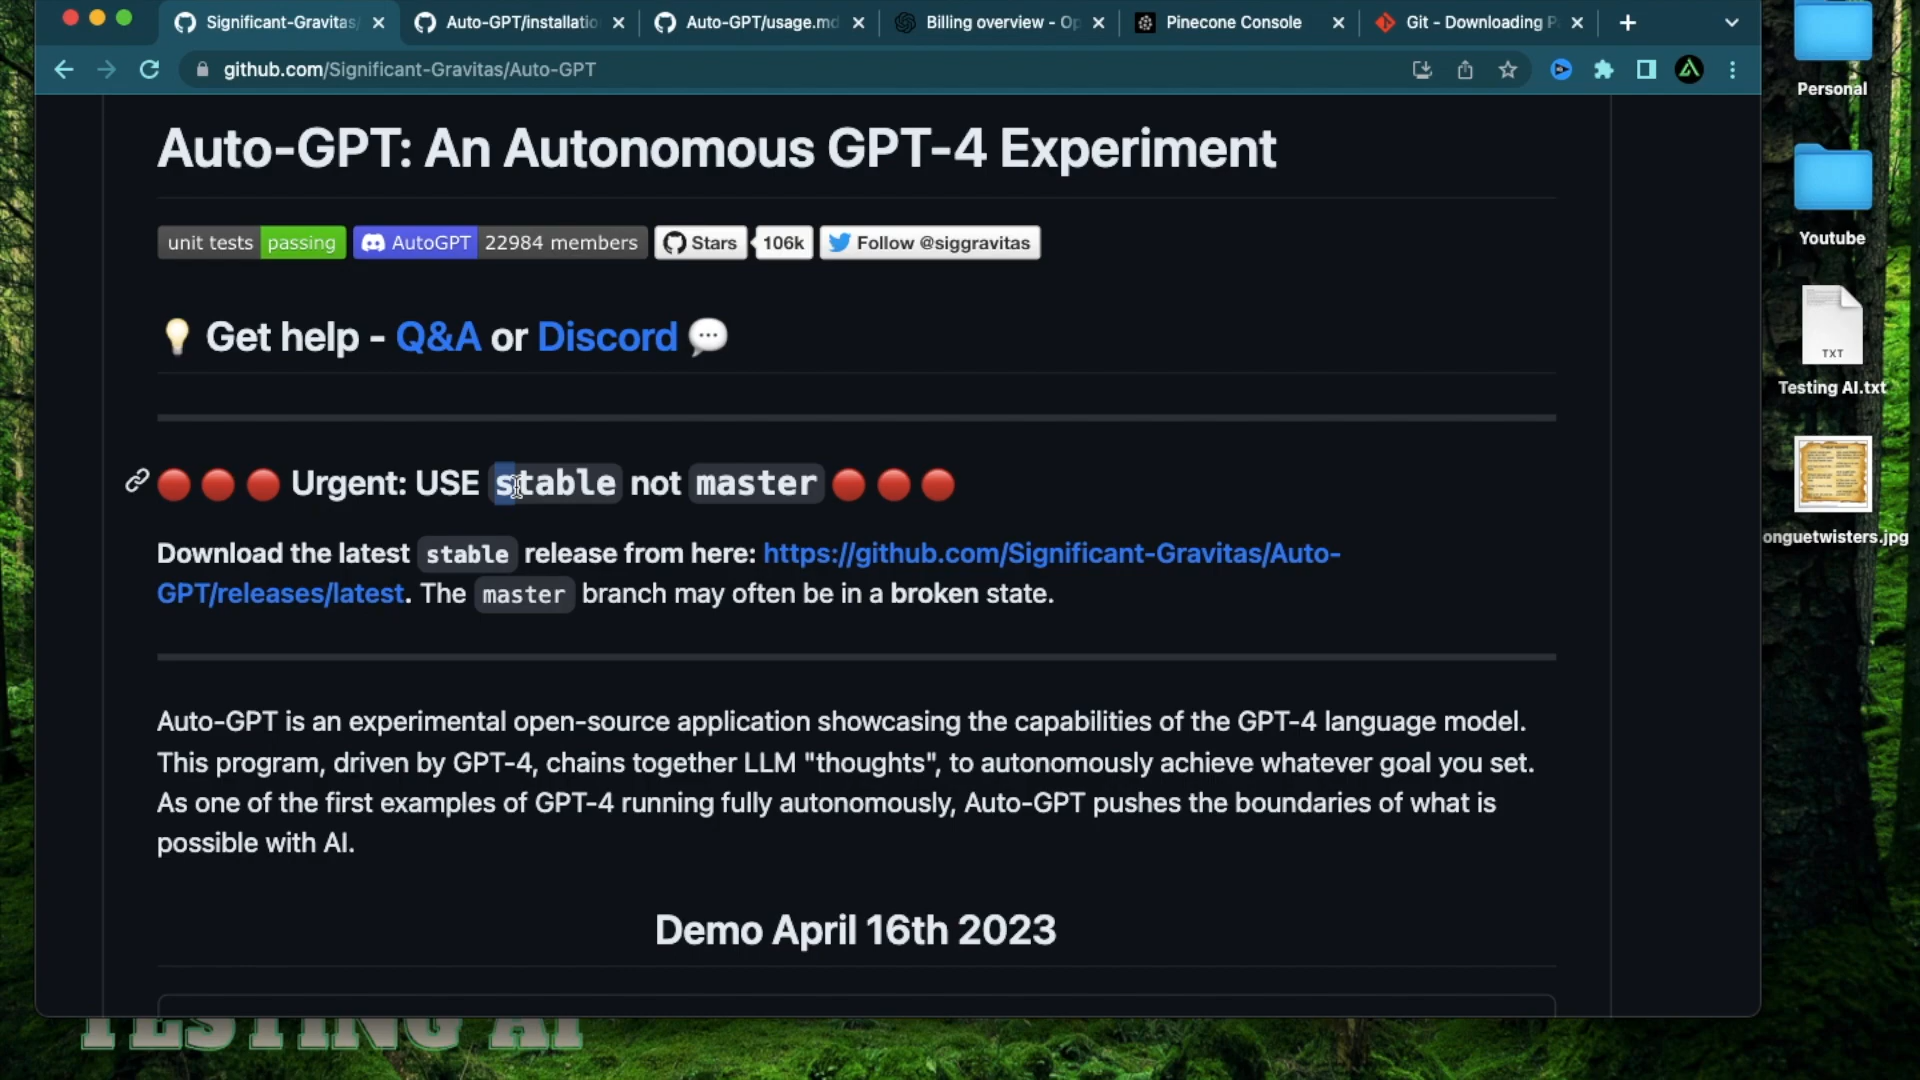 Significant-Gravitas/
Auto-GPT/installatio
Auto-GPT/usage.md
Billing overview - Op
Pinecone Console
Git - Downloading P
github.com/Significant-Gravitas/Auto-GPT
Personal
Auto-GPT: An Autonomous GPT-4 Experiment
unit tests passing AutoGPT 22984 members Stars 106k Follow @siggravitas
Youtube
💡 Get help - Q&A or Discord 💬
TXT
Testing AI.txt
🔴 🔴 🔴 Urgent: USE stable not master 🔴 🔴 🔴
onguetwisters.jpg
Download the latest stable release from here: https://github.com/Significant-Gravitas/Auto-
GPT/releases/latest. The master branch may often be in a broken state.
Auto-GPT is an experimental open-source application showcasing the capabilities of the GPT-4 language model.
This program, driven by GPT-4, chains together LLM "thoughts", to autonomously achieve whatever goal you set.
As one of the first examples of GPT-4 running fully autonomously, Auto-GPT pushes the boundaries of what is
possible with AI.
Demo April 16th 2023
TESTING AI